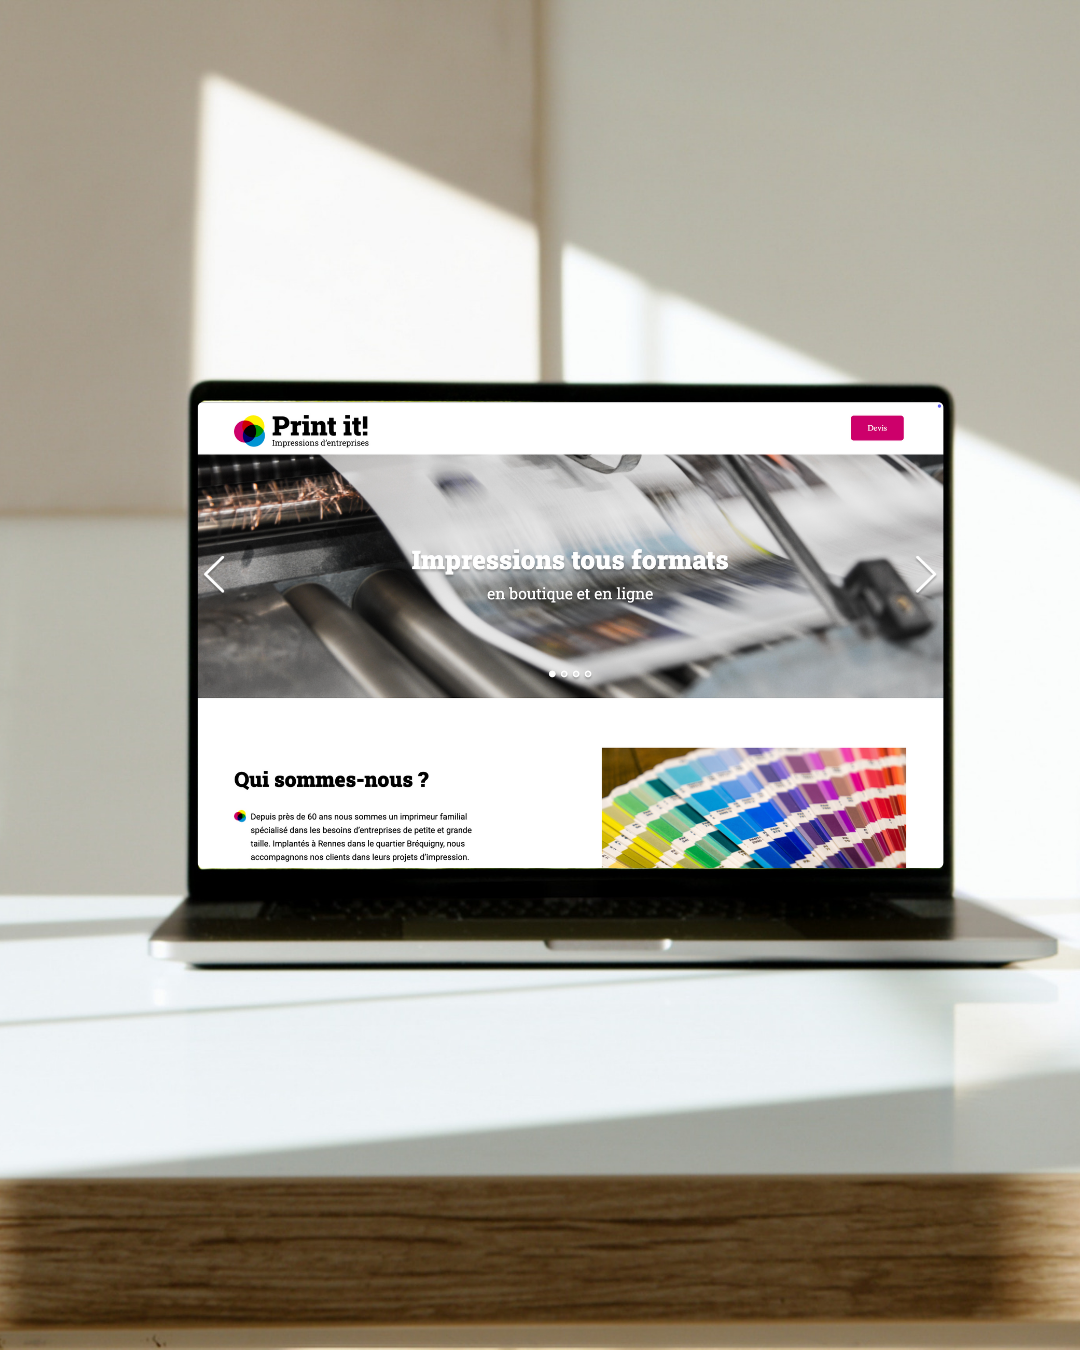 Print it!
Impressions d'entreprises
Devis
Impressions tous formats
en boutique et en ligne
Qui sommes-nous ?
Depuis près de 60 ans nous sommes un imprimeur familial
spécialisé dans les besoins d'entreprises de petite et grande
taille. Implantés à Rennes dans le quartier Bréquigny, nous
accompagnons nos clients dans leurs projets d'impression.